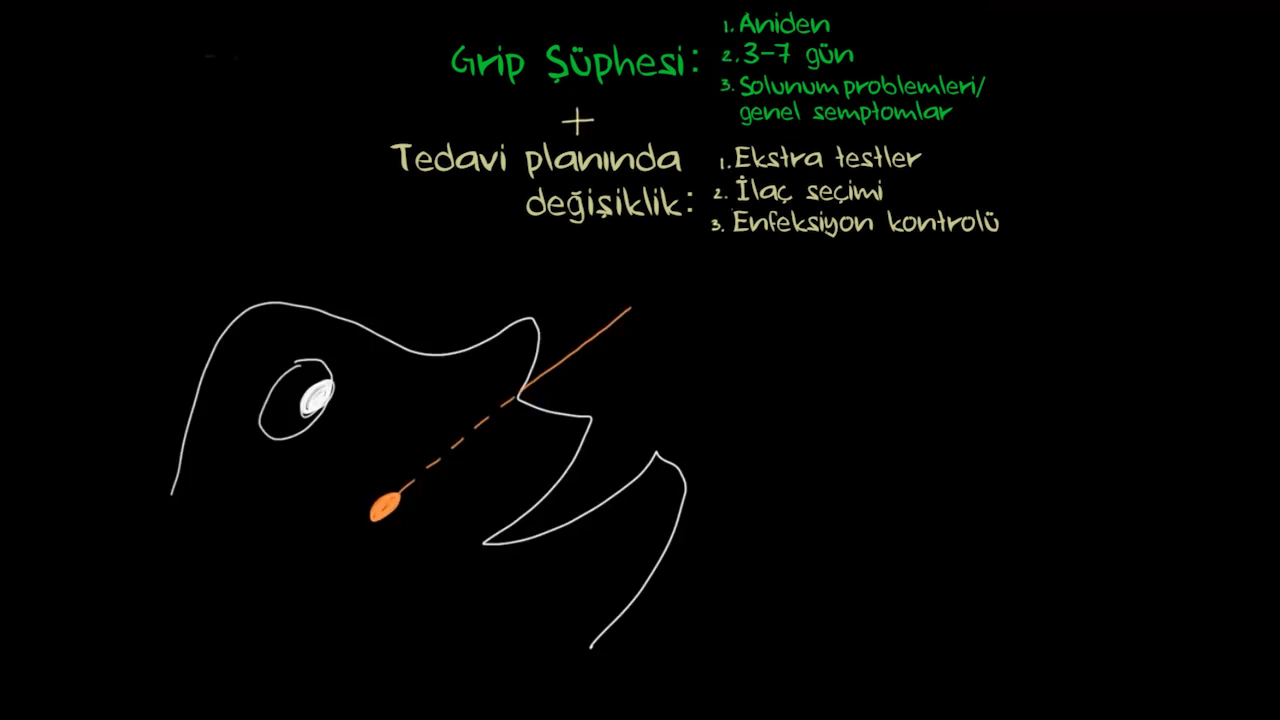 Grip Şüphesi:
1. Aniden
2. 3-7 gün
3. Solunum problemleri/
genel semptomlar
+
Tedavi planında
değişiklik:
1. Ekstra testler
2. İlaç seçimi
3. Enfeksiyon kontrolü